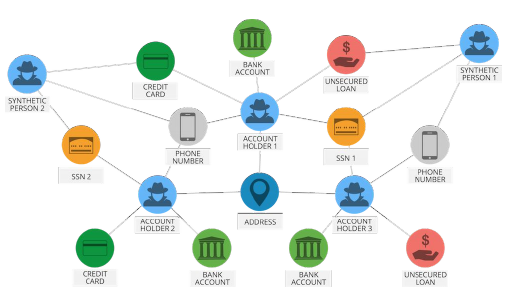 BANK
ACCOUNT
SYNTHETIC
PERSON 1
UNSECURED
LOAN
CREDIT
CARD
SYNTHETIC
PERSON 2
ACCOUNT
HOLDER 1
PHONE
NUMBER
SSN 1
SSN 2
PHONE
NUMBER
ACCOUNT
HOLDER 2
ADDRESS
ACCOUNT
HOLDER 3
CREDIT
CARD
BANK
ACCOUNT
BANK
ACCOUNT
UNSECURED
LOAN